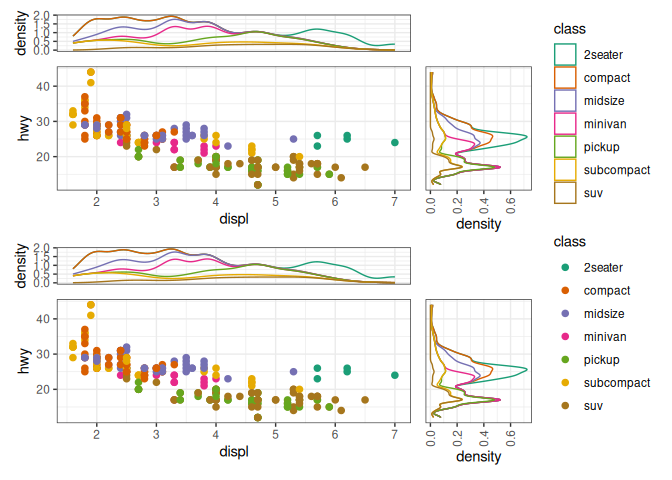 density
2.0
1.5
1.0
0.5
0.0
hwy
40
30
20
2
3
4
5
6
7
displ
0.0
0.2
0.4
0.6
density
class
2seater
compact
midsize
minivan
pickup
subcompact
suv
density
2.0
1.5
1.0
0.5
0.0
hwy
40
30
20
2
3
4
5
6
7
displ
0.0
0.2
0.4
0.6
density
class
2seater
compact
midsize
minivan
pickup
subcompact
suv